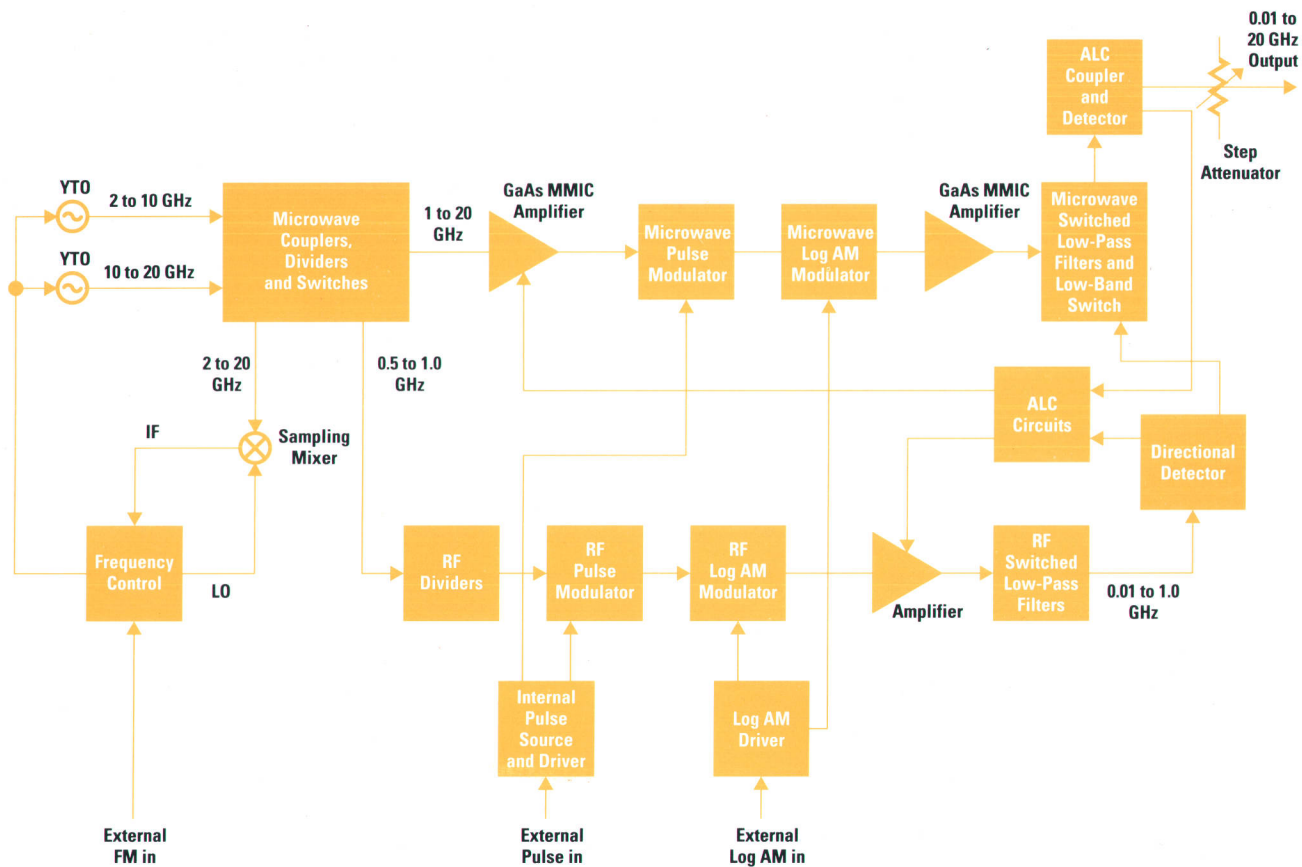 0.01 to
20 GHz
Output
ALC
Coupler
and
Detector
Step
Attenuator
YTO
2 to 10 GHz
YTO
10 to 20 GHz
Microwave
Couplers,
Dividers
and Switches
1 to 20
GHz
GaAs MMIC
Amplifier
Microwave
Pulse
Modulator
Microwave
Log AM
Modulator
GaAs MMIC
Amplifier
Microwave
Switched
Low-Pass
Filters and
Low-Band
Switch
2 to 20
GHz
0.5 to 1.0
GHz
IF
Sampling
Mixer
ALC
Circuits
Directional
Detector
Frequency
Control
LO
RF
Dividers
RF
Pulse
Modulator
RF
Log AM
Modulator
Amplifier
RF
Switched
Low-Pass
Filters
0.01 to 1.0
GHz
Internal
Pulse
Source
and Driver
Log AM
Driver
External
FM in
External
Pulse in
External
Log AM in